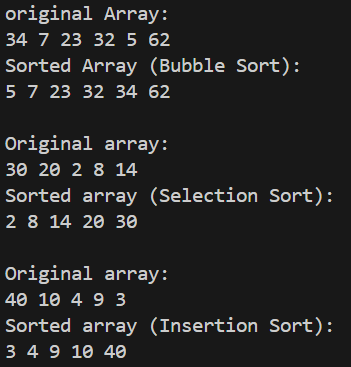 original Array:
34 7 23 32 5 62
Sorted Array (Bubble Sort):
5 7 23 32 34 62
Original array:
30 20 2 8 14
Sorted array (Selection Sort):
2 8 14 20 30
Original array:
40 10 4 9 3
Sorted array (Insertion Sort):
3 4 9 10 40